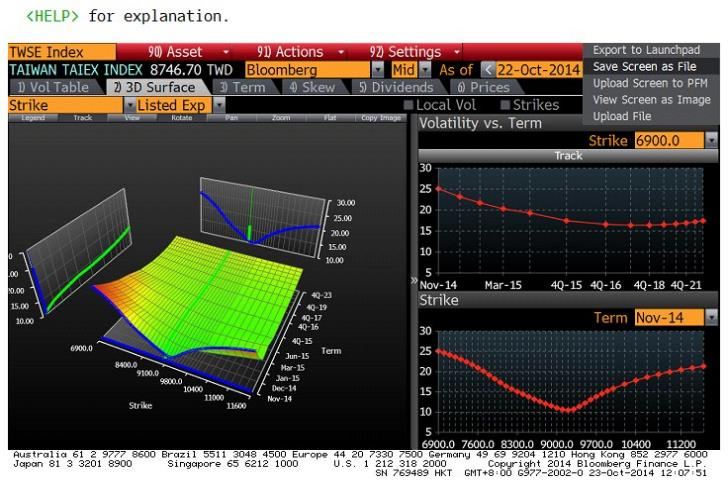 <HELP> for explanation.
TWSE Index 90) Asset 91) Actions 92) Settings
Export to Launchpad
Save Screen as File
Upload Screen to PFM
View Screen as Image
Upload File
TAIWAN TAIEX INDEX 8746.70 TWD Bloomberg Mid As of < 22-Oct-2014
1) Vol Table 2) 3D Surface 3) Term 4) Skew 5) Dividends 6) Prices
Strike Listed Exp Local Vol Strikes
Legend Track View Rotate Pan Zoom Flat Copy Image
30.00
25.00
20.00
15.00
10.00
.00
20.00
15.00
10.00
4Q-23
4Q-19
4Q-17
4Q-16
4Q-15
Jun-15
Mar-15
Jan-15
Dec-14
Nov-14
Term
6900.0
8400.0
9100.0
9800.0
10400
11000
11600
Strike
Volatility vs. Term
Strike 6900.0
Track
30
25
20
15
10
5
Nov-14 Mar-15 4Q-15 4Q-16 4Q-18 4Q-21
»
Strike
Term Nov-14
30
25
20
15
10
5
6900.0 7600.0 8300.0 9000.0 9700.0 10400 11200
Australia 61 2 9777 8600 Brazil 5511 3048 4500 Europe 44 20 7330 7500 Germany 49 69 9204 1210 Hong Kong 852 2977 6000
Japan 81 3 3201 8900 Singapore 65 6212 1000 U.S. 1 212 318 2000 Copyright 2014 Bloomberg Finance L.P.
SN 769489 HKT GMT+8:00 G977-2002-0 23-Oct-2014 12:07:51